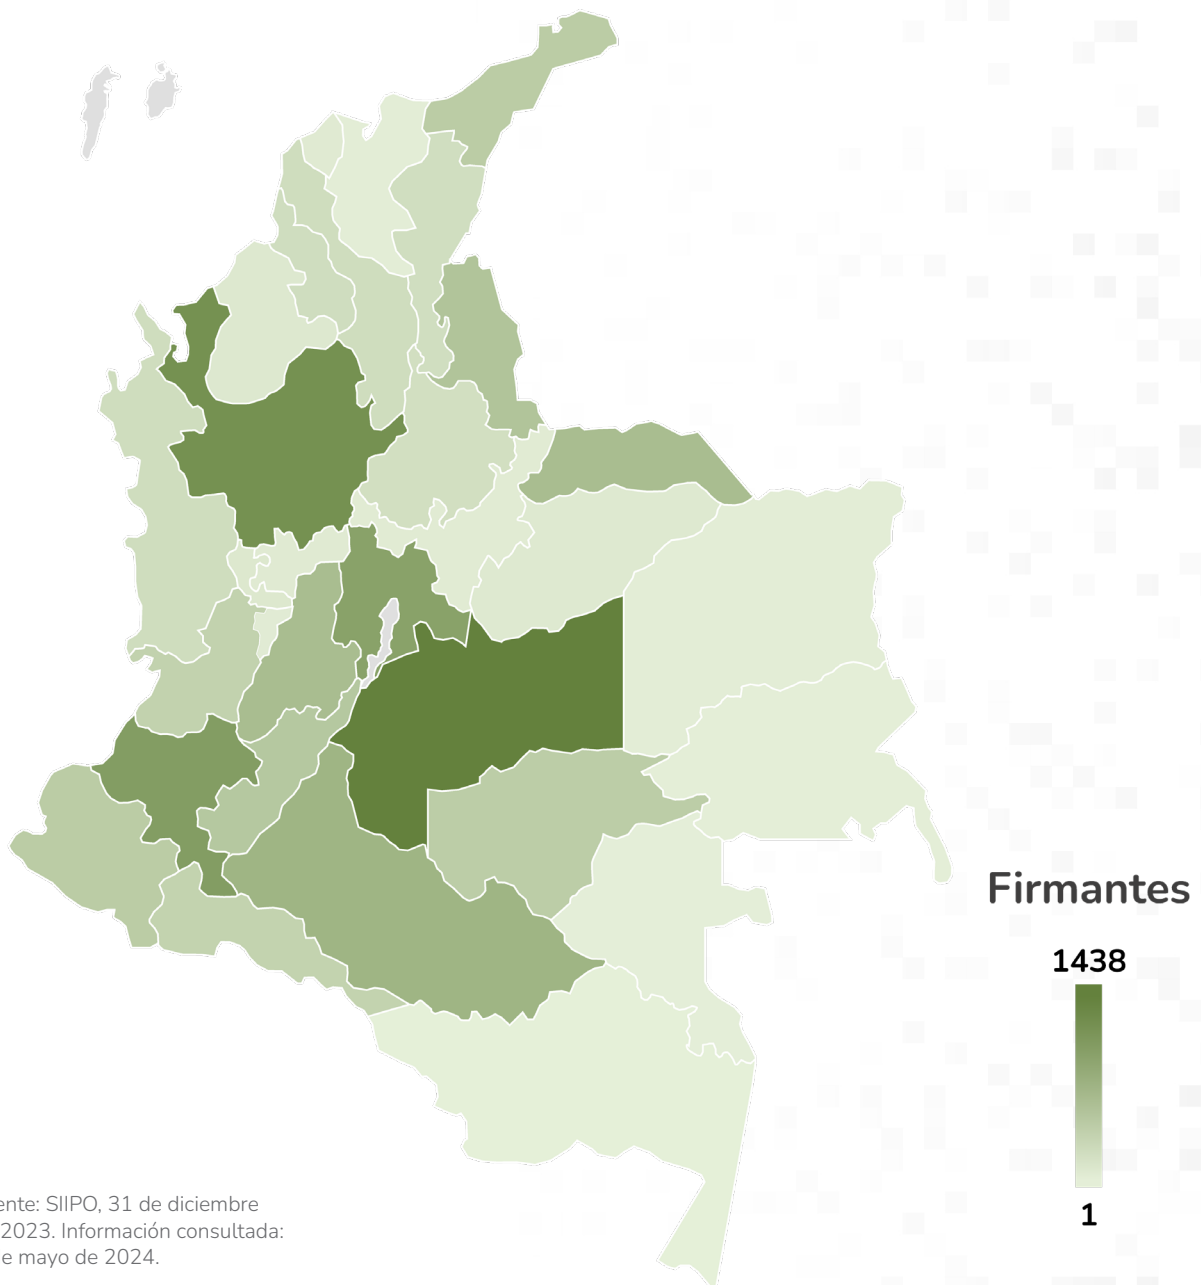 Firmantes
1438
1
ente: SIIPO, 31 de diciembre
2023. Información consultada:
e mayo de 2024.